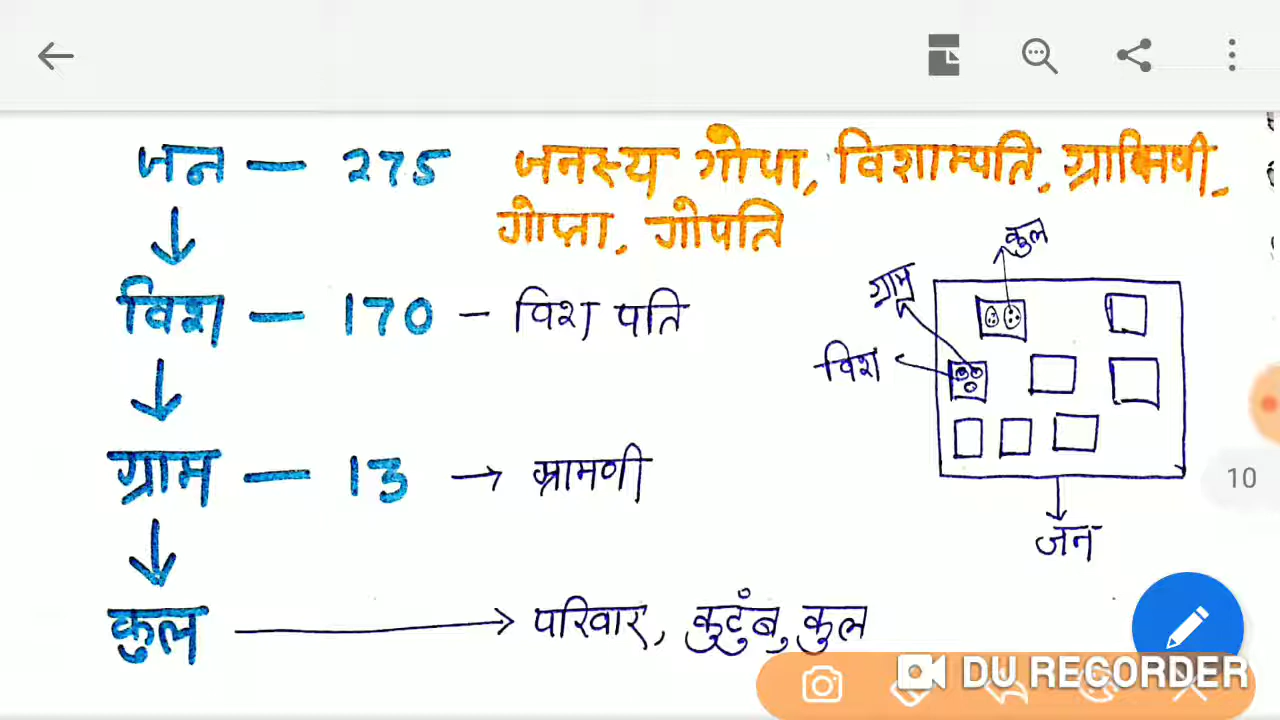 जन — 275 जनस्य गोपा, विशाम्पति, ग्रामिणी,
गोप्ता, गोपति
↓
विश — 170 - विश पति
↓
ग्राम — 13 → ग्रामणी
↓
कुल → परिवार, कुटुंब, कुल
कुल
ग्राम
विश
जन
10
DU RECORDER